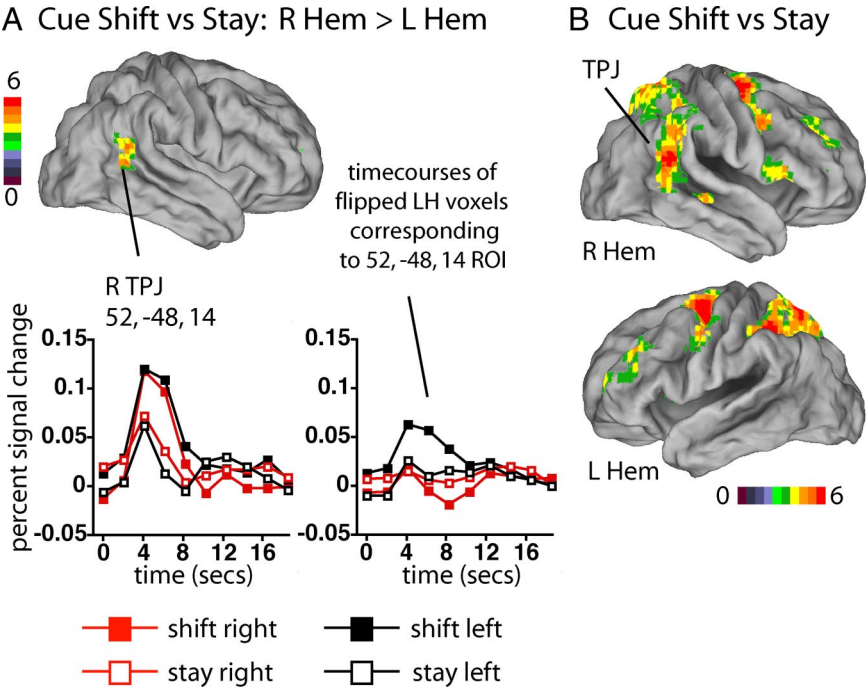 A Cue Shift vs Stay: R Hem > L Hem
B Cue Shift vs Stay
6
0
TPJ
timecourses of
flipped LH voxels
corresponding
to 52, -48, 14 ROI
R TPJ
52, -48, 14
R Hem
L Hem
0 6
percent signal change
0.15
0.1
0.05
0
-0.05
0 4 8 12 16
time (secs)
0.15
0.1
0.05
0
-0.05
0 4 8 12 16
time (secs)
shift right
shift left
stay right
stay left